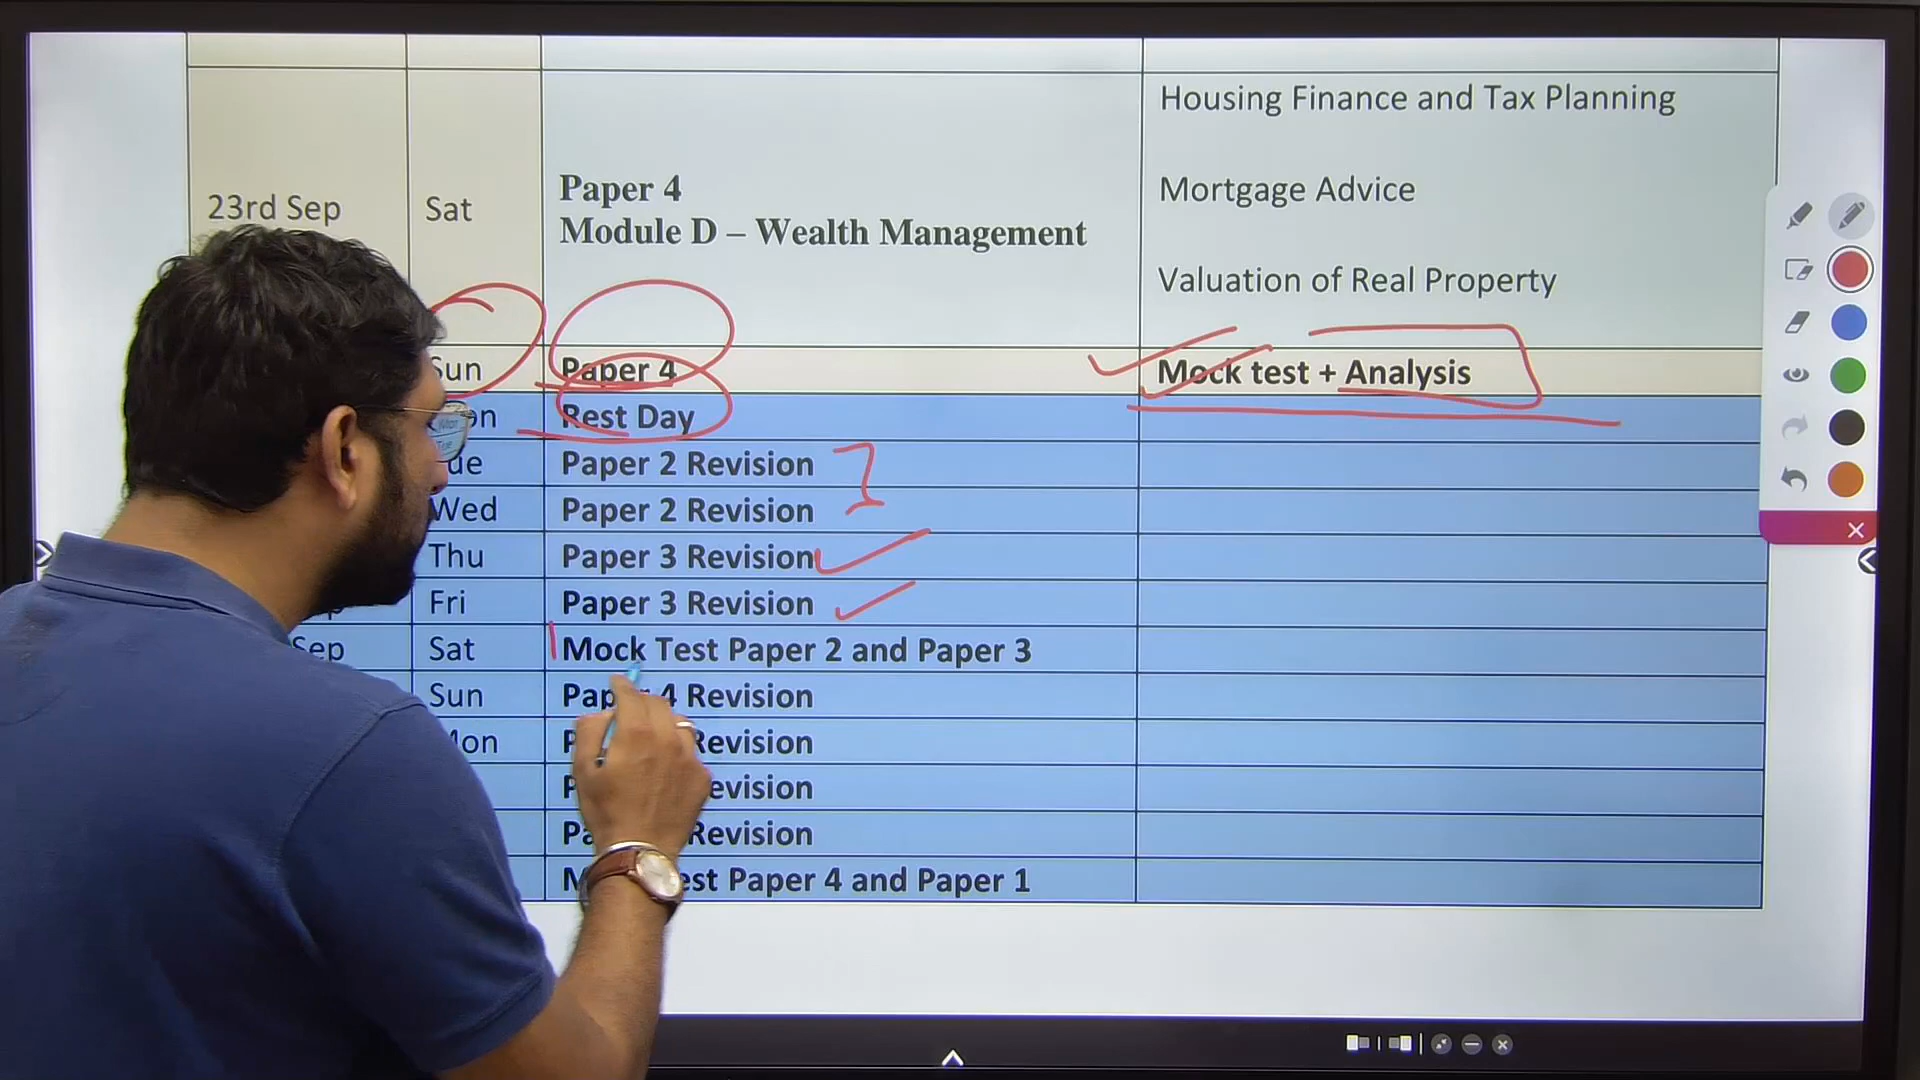 Housing Finance and Tax Planning
Mortgage Advice
23rd Sep Sat Paper 4
Module D – Wealth Management
Valuation of Real Property
Sun Paper 4 Mock test + Analysis
Rest Day
Paper 2 Revision
Wed Paper 2 Revision
Thu Paper 3 Revision
Fri Paper 3 Revision
Sep Sat Mock Test Paper 2 and Paper 3
Sun Paper 4 Revision
Mon Revision
Revision
Revision
Test Paper 4 and Paper 1